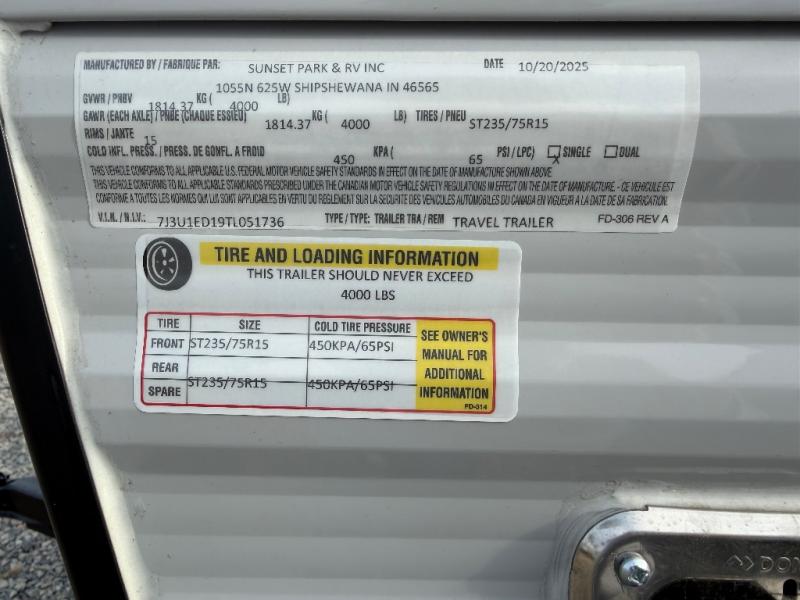 MANUFACTURED BY / FABRIQUE PAR: SUNSET PARK & RV INC DATE 10/20/2025
1055N 625W SHIPSHEWANA IN 46565
GVWR / PNBV 1814.37 KG ( 4000 LB)
GAWR (EACH AXLE) / PNBE (CHAQUE ESSIEU) 1814.37 KG ( 4000 LB) TIRES / PNEU ST235/75R15
RIMS / JANTE 15
COLD INFL. PRESS. / PRESS. DE GONFL. A FROID 450 KPA ( 65 PSI / LPC) X SINGLE DUAL
THIS VEHICLE CONFORMS TO ALL APPLICABLE U.S. FEDERAL MOTOR VEHICLE SAFETY STANDARDS IN EFFECT ON THE DATE OF MANUFACTURE SHOWN ABOVE.
THIS VEHICLE CONFORMS TO ALL APPLICABLE STANDARDS PRESCRIBED UNDER THE CANADIAN MOTOR VEHICLE SAFETY REGULATIONS IN EFFECT ON THE DATE OF MANUFACTURE. - CE VEHICULE EST
CONFORME A TOUTES LES NORMES QUI LUI SONT APPLICABLES EN VERTU DU REGLEMENT SUR LA SECURITE DES VEHICULES AUTOMOBILES DU CANADA EN VIGUEUR A LA DATE DE SA FABRICATION.
V.I.N. / N.I.V.: 7J3U1ED19TL051736 TYPE / TYPE: TRAILER TRA / REM TRAVEL TRAILER FD-306 REV A
TIRE AND LOADING INFORMATION
THIS TRAILER SHOULD NEVER EXCEED
4000 LBS
TIRE SIZE COLD TIRE PRESSURE
FRONT ST235/75R15 450KPA/65PSI
REAR
SPARE ST235/75R15 450KPA/65PSI
SEE OWNER'S
MANUAL FOR
ADDITIONAL
INFORMATION
FD-314